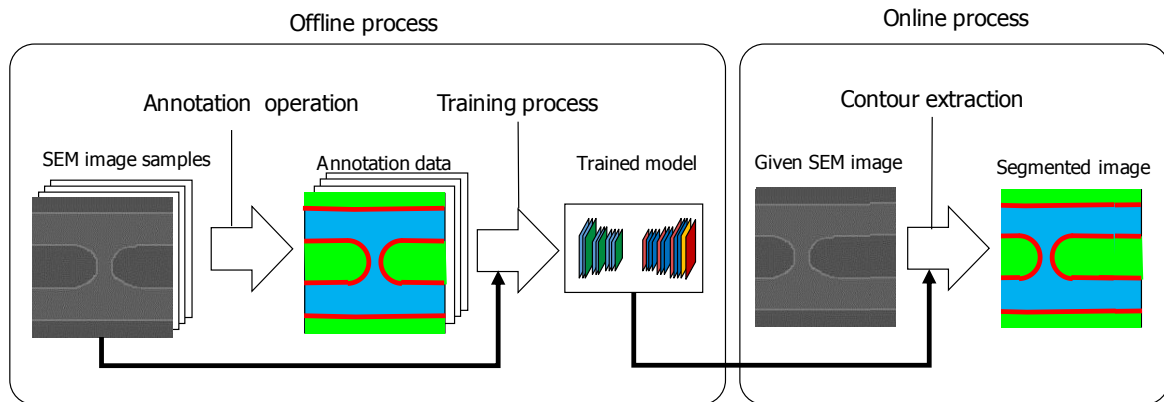 Offline process
Online process
Annotation operation
Training process
Contour extraction
SEM image samples
Annotation data
Trained model
Given SEM image
Segmented image